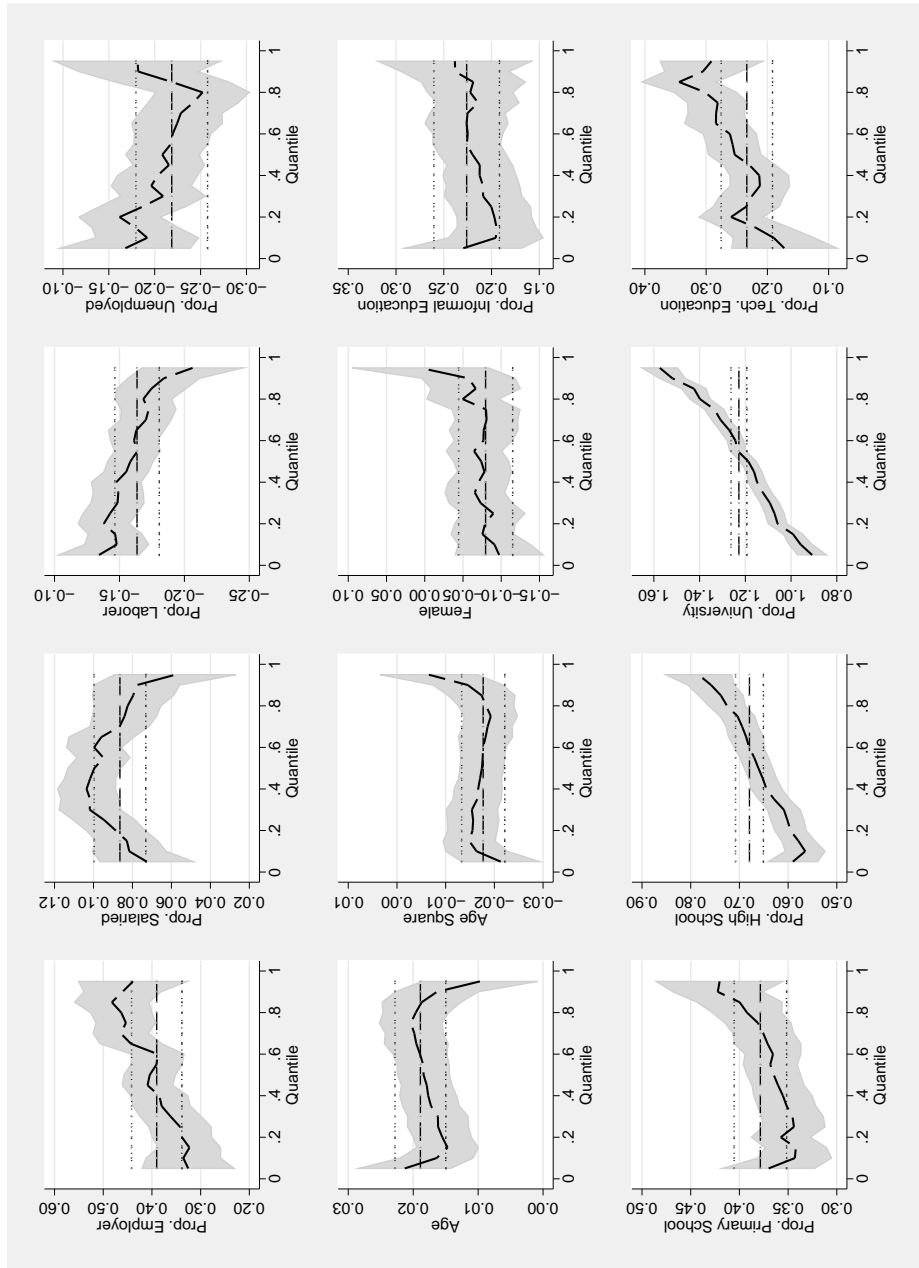 Prop. Employer
0.20 0.30 0.40 0.50 0.60
0 .2 .4 .6 .8 1
Quantile
Prop. Salaried
0.02 0.04 0.06 0.08 0.10 0.12
0 .2 .4 .6 .8 1
Quantile
Prop. Laborer
−0.25 −0.20 −0.15 −0.10
0 .2 .4 .6 .8 1
Quantile
Prop. Unemployed
−0.30 −0.25 −0.20 −0.15 −0.10
0 .2 .4 .6 .8 1
Quantile
Age
0.00 0.01 0.02 0.03
0 .2 .4 .6 .8 1
Quantile
Age Square
−0.03 −0.02 −0.01 0.00 0.01
0 .2 .4 .6 .8 1
Quantile
Female
−0.15 −0.10 −0.05 0.00 0.05 0.10
0 .2 .4 .6 .8 1
Quantile
Prop. Informal Education
0.15 0.20 0.25 0.30 0.35
0 .2 .4 .6 .8 1
Quantile
Prop. Primary School
0.30 0.35 0.40 0.45 0.50
0 .2 .4 .6 .8 1
Quantile
Prop. High School
0.50 0.60 0.70 0.80 0.90
0 .2 .4 .6 .8 1
Quantile
Prop. University
0.80 1.00 1.20 1.40 1.60
0 .2 .4 .6 .8 1
Quantile
Prop. Tech. Education
0.10 0.20 0.30 0.40
0 .2 .4 .6 .8 1
Quantile